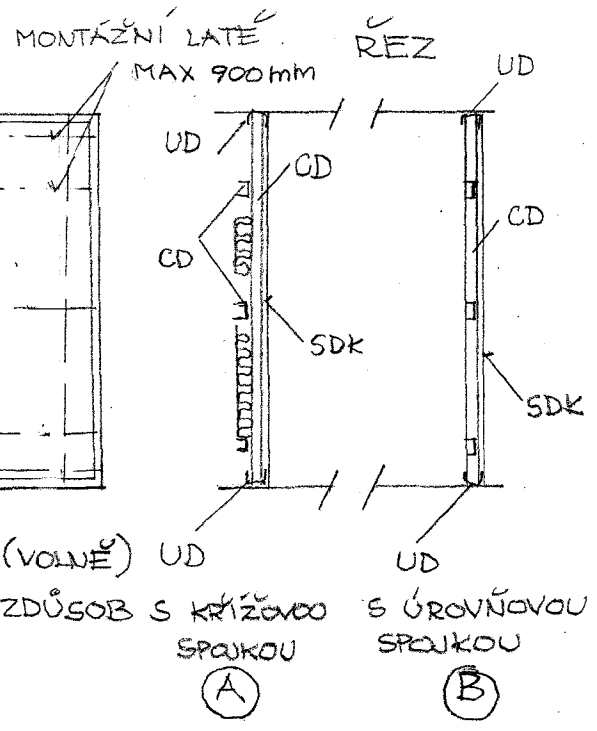 MONTÁŽNÍ LATĚ
MAX 900mm
ŘEZ
UD
UD
CD
CD
CD
SDK
SDK
(VOLNĚ)
UD
UD
ZDŮSOB S KŘÍŽOVOU
SPOJKOU
A
S ÚROVŇOVOU
SPOJKOU
B